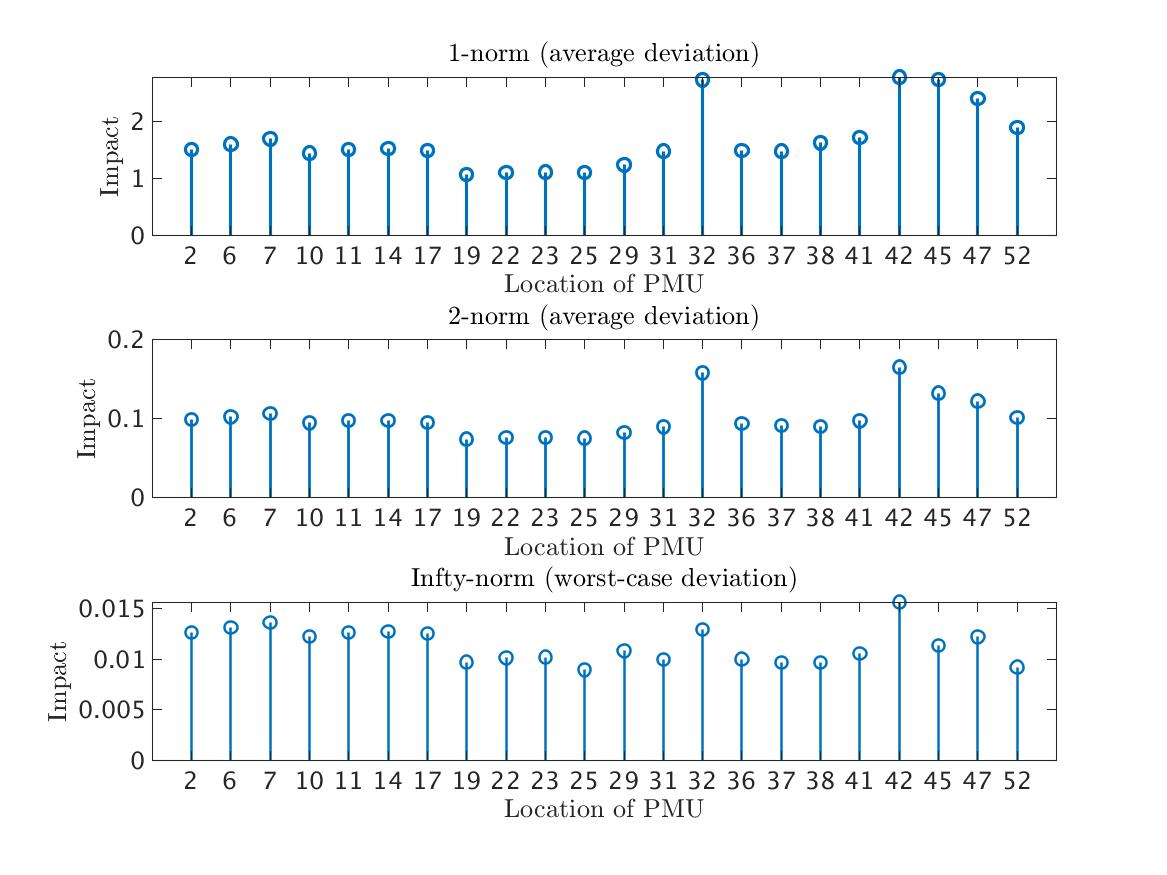 1-norm (average deviation)
Impact
2
1
0
2 6 7 10 11 14 17 19 22 23 25 29 31 32 36 37 38 41 42 45 47 52
Location of PMU
2-norm (average deviation)
Impact
0.2
0.1
0
2 6 7 10 11 14 17 19 22 23 25 29 31 32 36 37 38 41 42 45 47 52
Location of PMU
Infty-norm (worst-case deviation)
Impact
0.015
0.01
0.005
0
2 6 7 10 11 14 17 19 22 23 25 29 31 32 36 37 38 41 42 45 47 52
Location of PMU